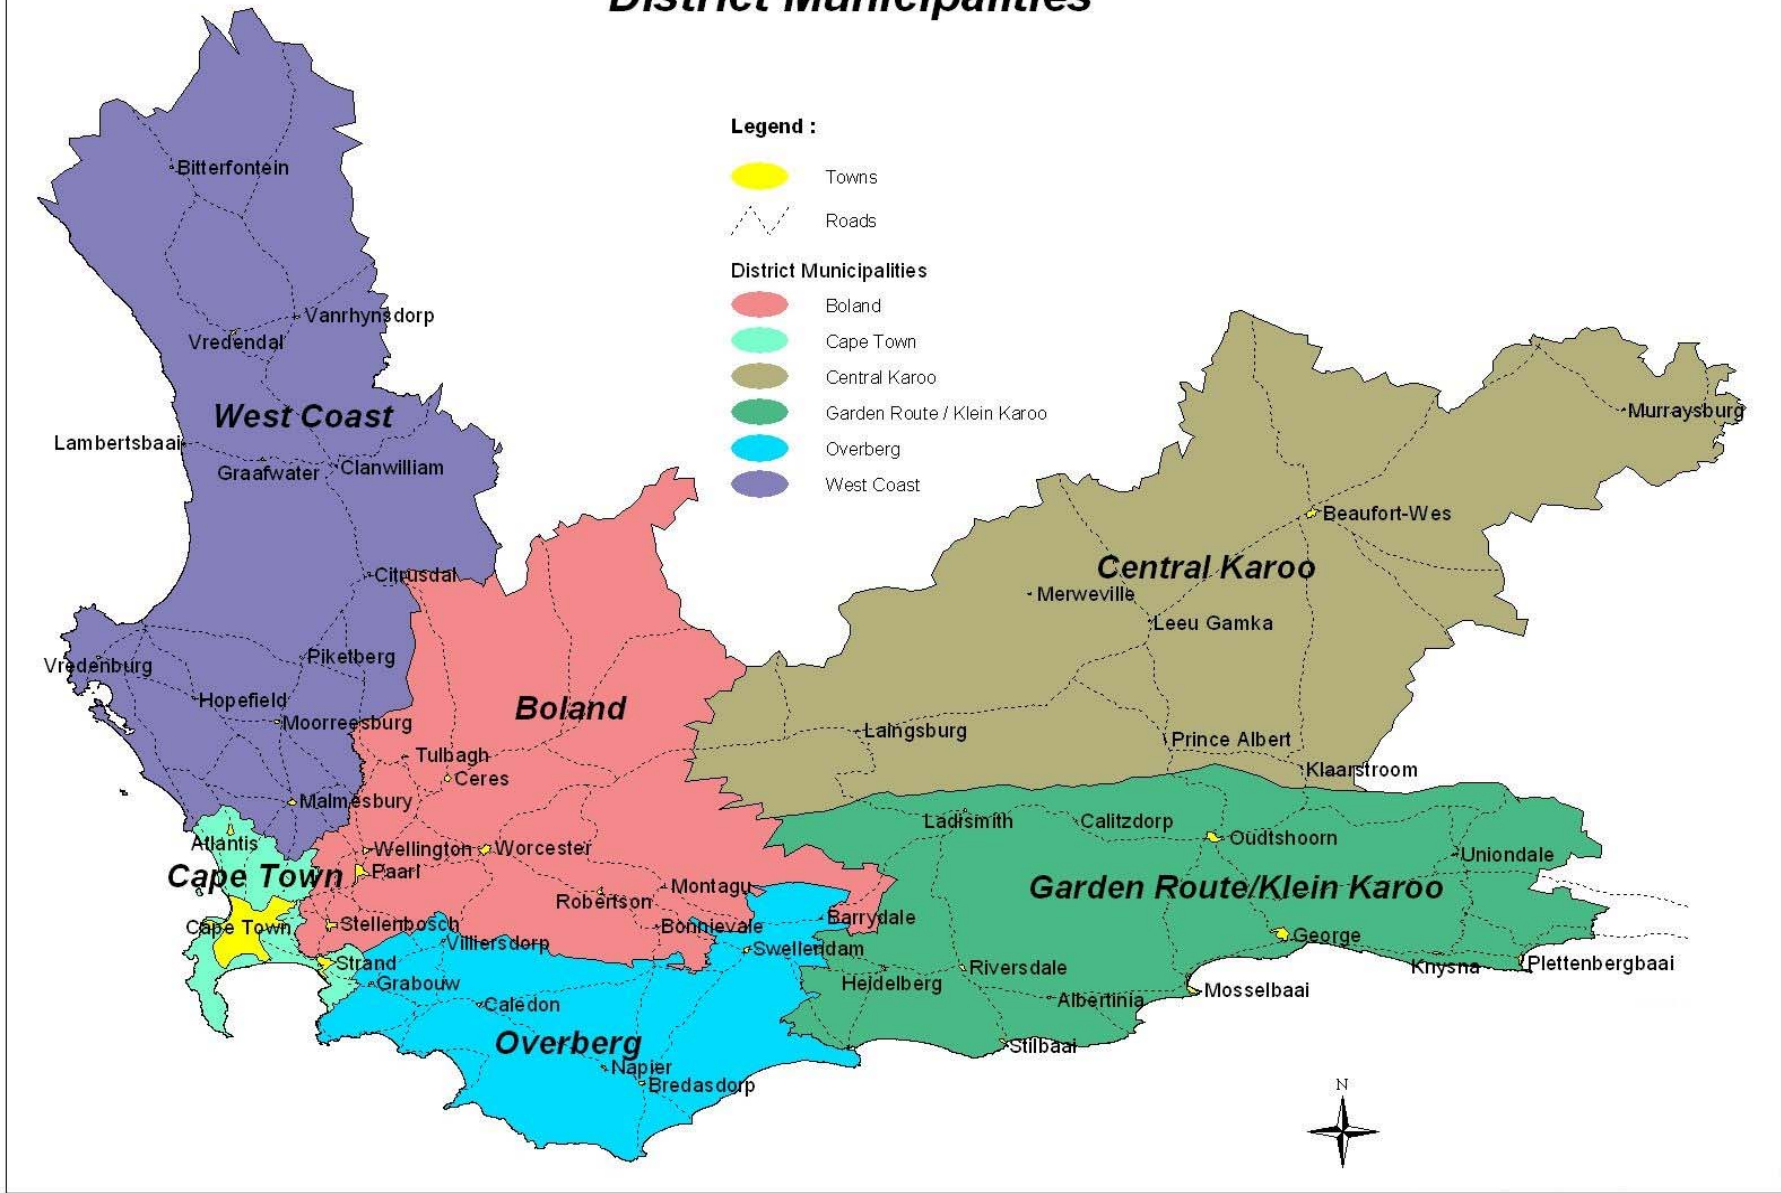 District Municipalities
Legend :
Towns
Roads
District Municipalities
Boland
Cape Town
Central Karoo
Garden Route / Klein Karoo
Overberg
West Coast
Bitterfontein
Vanrhynsdorp
Vredendal
West Coast
Lambertsbaai
Graafwater
Clanwilliam
Citrusdal
Vredenburg
Piketberg
Hopefield
Moorreesburg
Malmesbury
Atlantis
Cape Town
Cape Town
Boland
Tulbagh
Ceres
Wellington
Worcester
Paarl
Robertson
Montagu
Stellenbosch
Bonnievale
Barrydale
Villiersdorp
Swellendam
Strand
Grabouw
Caledon
Overberg
Napier
Bredasdorp
Murraysburg
Beaufort-Wes
Central Karoo
Merweville
Leeu Gamka
Laingsburg
Prince Albert
Klaarstroom
Ladismith
Calitzdorp
Oudtshoorn
Uniondale
Garden Route/Klein Karoo
George
Knysna
Plettenbergbaai
Heidelberg
Riversdale
Albertinia
Mosselbaai
Stilbaai
N